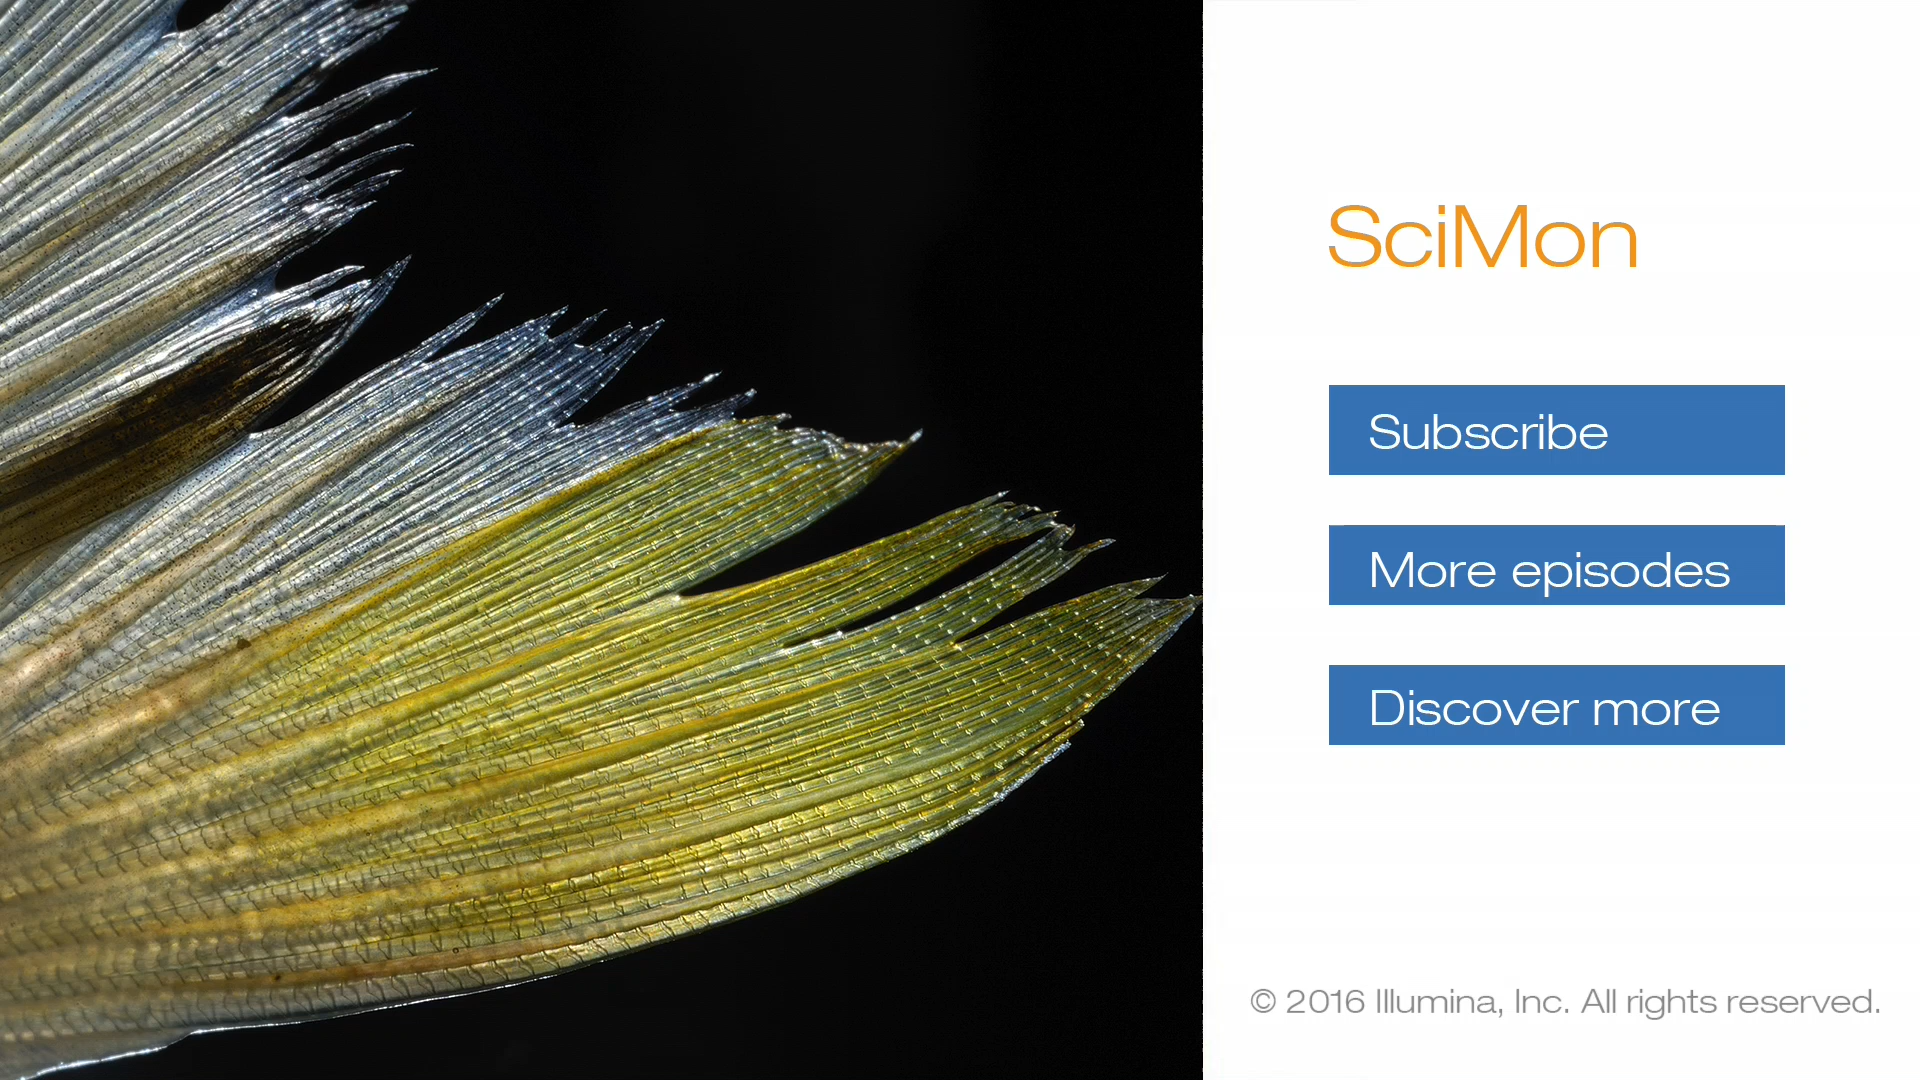 SciMon
Subscribe
More episodes
Discover more
© 2016 Illumina, Inc. All rights reserved.